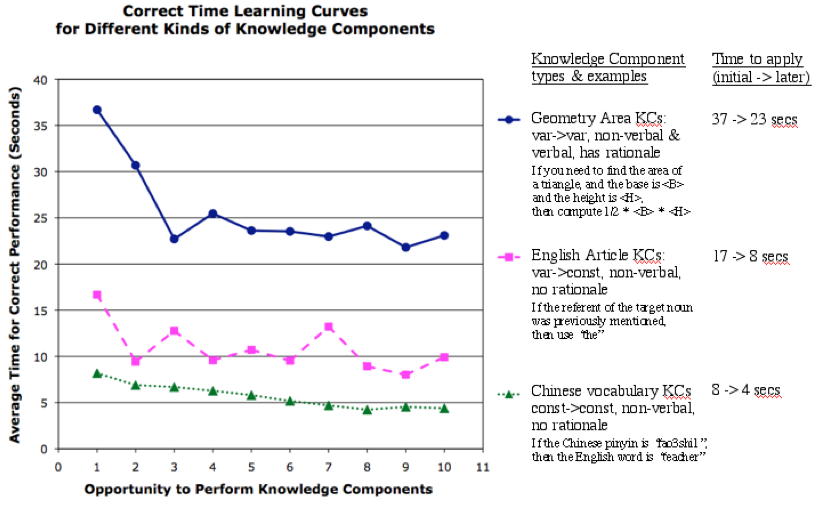 Correct Time Learning Curves
for Different Kinds of Knowledge Components
Average Time for Correct Performance (Seconds)
40
35
30
25
20
15
10
5
0
0 1 2 3 4 5 6 7 8 9 10 11
Opportunity to Perform Knowledge Components
Knowledge Component
types & examples
Time to apply
(initial -> later)
Geometry Area KCs:
var->var, non-verbal &
verbal, has rationale
If you need to find the area of
a triangle, and the base is <B>
and the height is <H>,
then compute 1/2 * <B> * <H>
37 -> 23 secs
English Article KCs:
var->const, non-verbal,
no rationale
If the referent of the target noun
was previously mentioned,
then use "the"
17 -> 8 secs
Chinese vocabulary KCs
const->const, non-verbal,
no rationale
If the Chinese pinyin is "lao3shi1",
then the English word is "teacher"
8 -> 4 secs